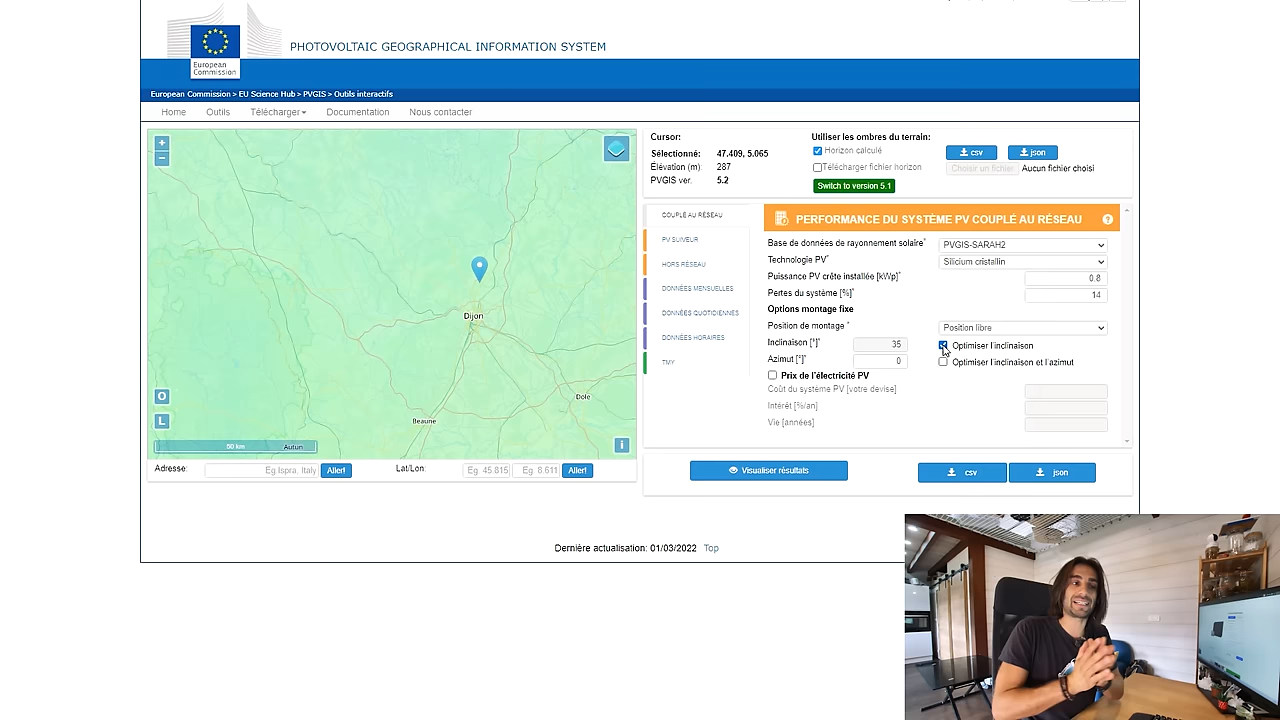 European
Commission
PHOTOVOLTAIC GEOGRAPHICAL INFORMATION SYSTEM
European Commission > EU Science Hub > PVGIS > Outils interactifs
Home Outils Télécharger Documentation Nous contacter
+
−
Dijon
Dole
Beaune
Autun
50 km
O
L
i
Adresse: Eg.Ispra, Italy Aller! Lat/Lon: Eg. 45.815 Eg. 8.611 Aller!
Cursor:
Sélectionné: 47.409, 5.065
Élévation (m): 287
PVGIS ver. 5.2
Utiliser les ombres du terrain:
Horizon calculé
Télécharger fichier horizon
Switch to version 5.1
csv json
Choisir un fichier Aucun fichier choisi
COUPLÉ AU RÉSEAU
PV SUIVEUR
HORS RÉSEAU
DONNÉES MENSUELLES
DONNÉES QUOTIDIENNES
DONNÉES HORAIRES
TMY
PERFORMANCE DU SYSTÈME PV COUPLÉ AU RÉSEAU ?
Base de données de rayonnement solaire* PVGIS-SARAH2
Technologie PV* Silicium cristallin
Puissance PV crête installée [kWp]* 0.8
Pertes du système [%]* 14
Options montage fixe
Position de montage * Position libre
Inclinaison [°]* 35 Optimiser l'inclinaison
Azimut [°]* 0 Optimiser l'inclinaison et l'azimut
Prix de l'électricité PV
Coût du système PV [votre devise]
Intérêt [%/an]
Vie [années]
Visualiser résultats csv json
Dernière actualisation: 01/03/2022 Top